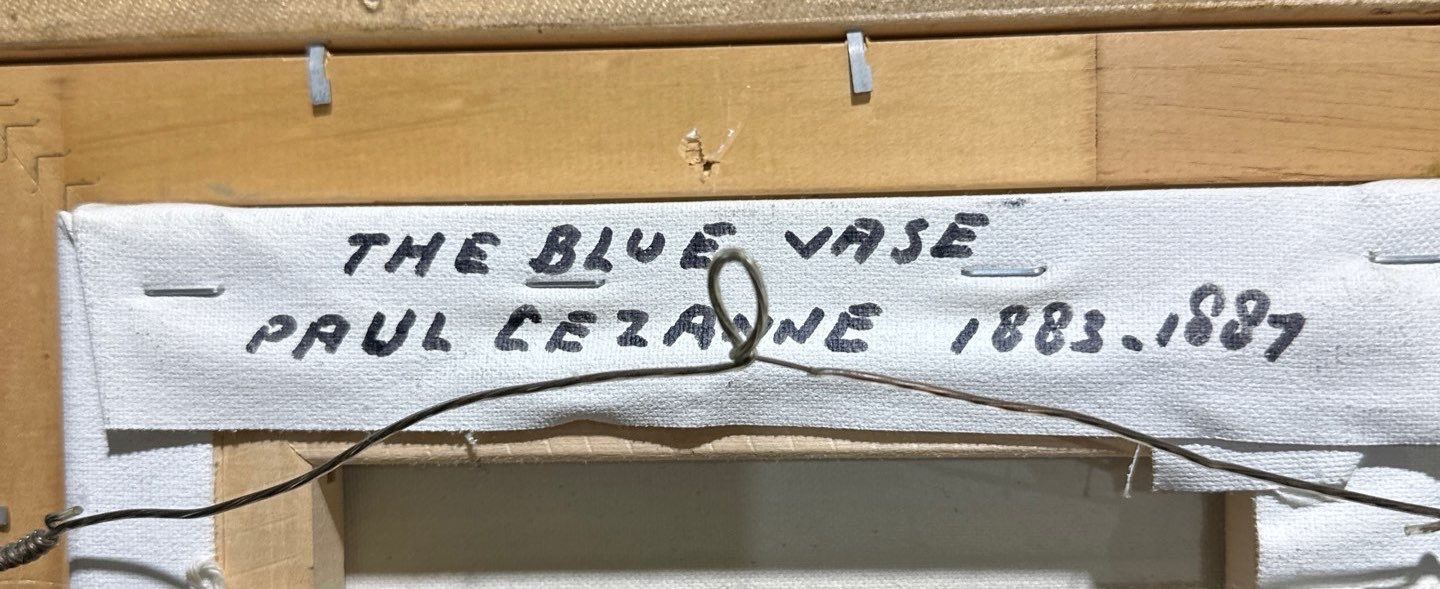 THE BLUE VASE
PAUL CEZANNE 1883.1887